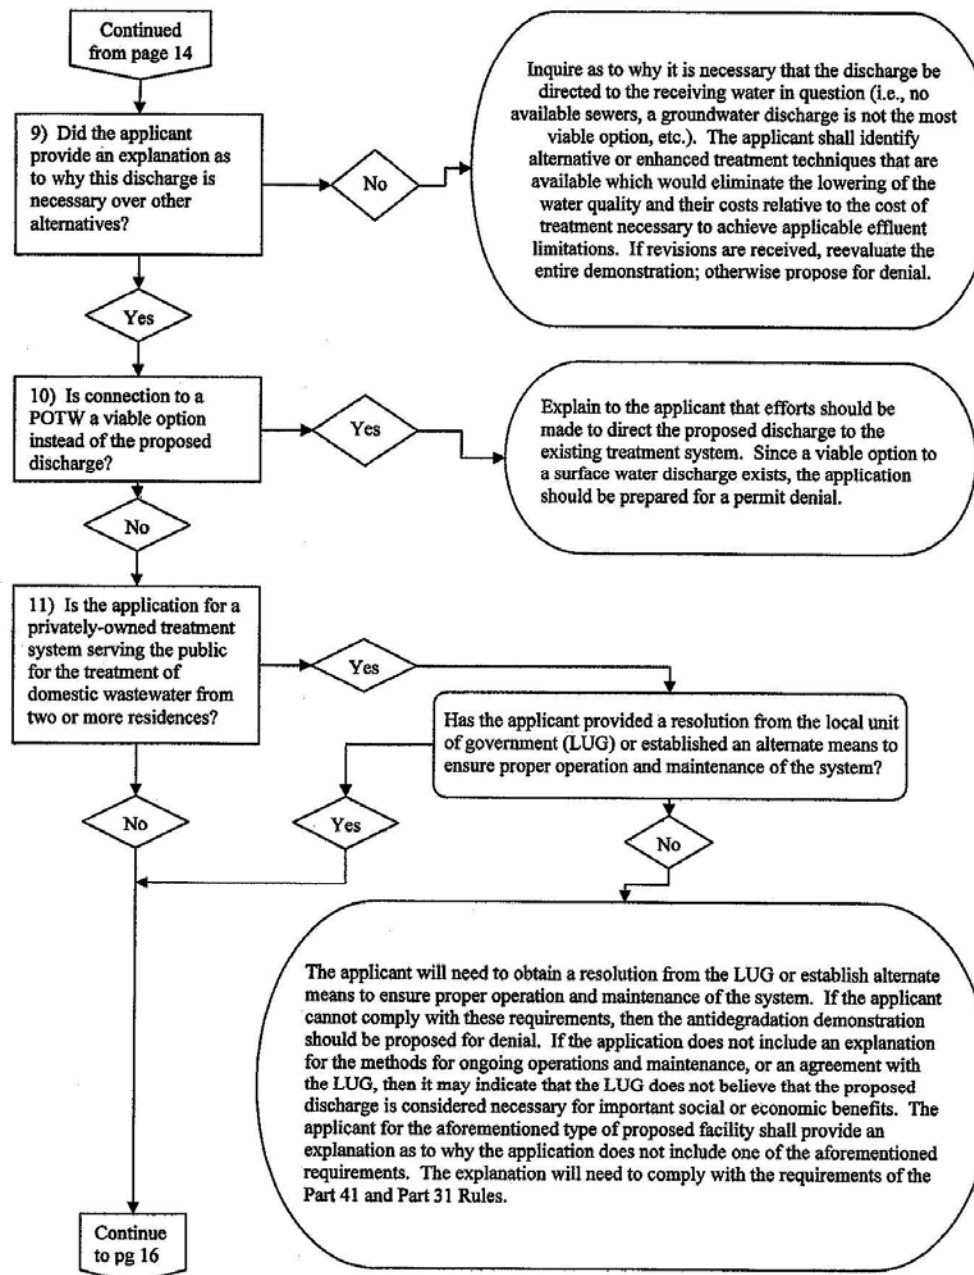 Continued
from page 14
Inquire as to why it is necessary that the discharge be
directed to the receiving water in question (i.e., no
available sewers, a groundwater discharge is not the most
viable option, etc.). The applicant shall identify
alternative or enhanced treatment techniques that are
available which would eliminate the lowering of the
water quality and their costs relative to the cost of
treatment necessary to achieve applicable effluent
limitations. If revisions are received, reevaluate the
entire demonstration; otherwise propose for denial.
9) Did the applicant
provide an explanation as
to why this discharge is
necessary over other
alternatives?
No
Yes
10) Is connection to a
POTW a viable option
instead of the proposed
discharge?
Yes
Explain to the applicant that efforts should be
made to direct the proposed discharge to the
existing treatment system. Since a viable option to
a surface water discharge exists, the application
should be prepared for a permit denial.
No
11) Is the application for a
privately-owned treatment
system serving the public
for the treatment of
domestic wastewater from
two or more residences?
Yes
Has the applicant provided a resolution from the local unit
of government (LUG) or established an alternate means to
ensure proper operation and maintenance of the system?
No
Yes
No
The applicant will need to obtain a resolution from the LUG or establish alternate
means to ensure proper operation and maintenance of the system. If the applicant
cannot comply with these requirements, then the antidegradation demonstration
should be proposed for denial. If the application does not include an explanation
for the methods for ongoing operations and maintenance, or an agreement with
the LUG, then it may indicate that the LUG does not believe that the proposed
discharge is considered necessary for important social or economic benefits. The
applicant for the aforementioned type of proposed facility shall provide an
explanation as to why the application does not include one of the aforementioned
requirements. The explanation will need to comply with the requirements of the
Part 41 and Part 31 Rules.
Continue
to pg 16